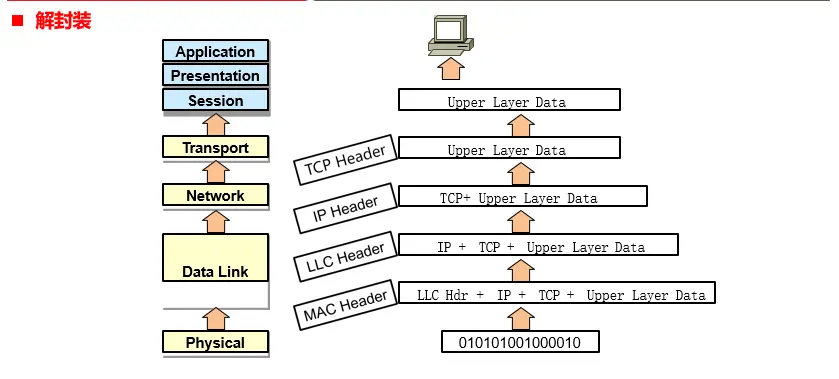 解封装
Application
Presentation
Session
Upper Layer Data
Transport
TCP Header
Upper Layer Data
Network
IP Header
TCP+ Upper Layer Data
Data Link
LLC Header
IP + TCP + Upper Layer Data
MAC Header
LLC Hdr + IP + TCP + Upper Layer Data
Physical
010101001000010